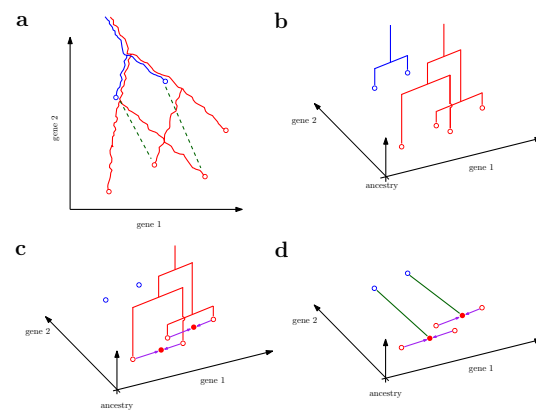 a
gene 2
gene 1
b
gene 2
gene 1
ancestry
c
gene 2
gene 1
ancestry
d
gene 2
gene 1
ancestry